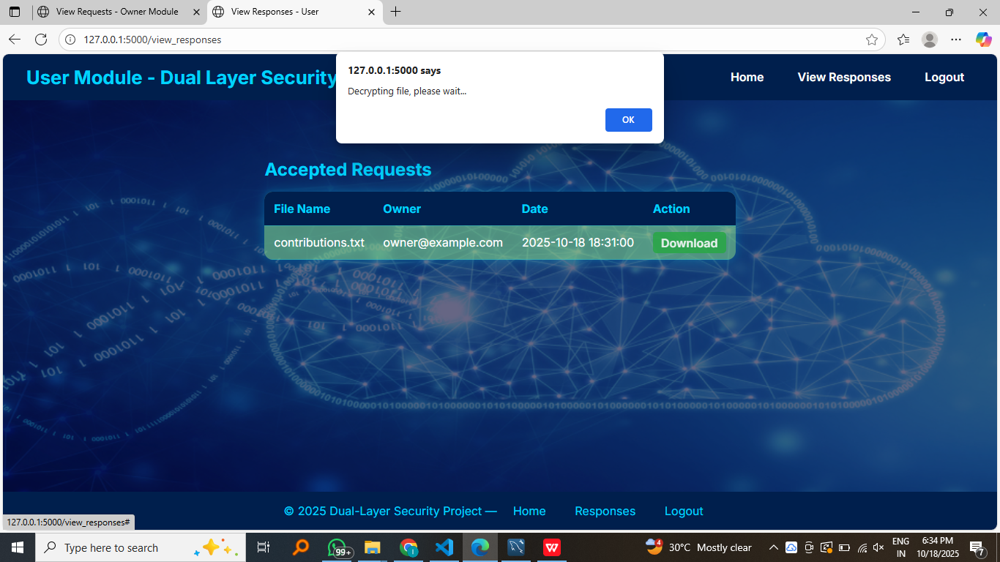 View Requests - Owner Module
View Responses - User
127.0.0.1:5000/view_responses
User Module - Dual Layer Security
Home
View Responses
Logout
127.0.0.1:5000 says
Decrypting file, please wait...
OK
Accepted Requests
File Name Owner Date Action
contributions.txt owner@example.com 2025-10-18 18:31:00 Download
© 2025 Dual-Layer Security Project — Home Responses Logout
127.0.0.1:5000/view_responses#
Type here to search
99+
4
30°C Mostly clear
ENG
IN
6:34 PM
10/18/2025
7